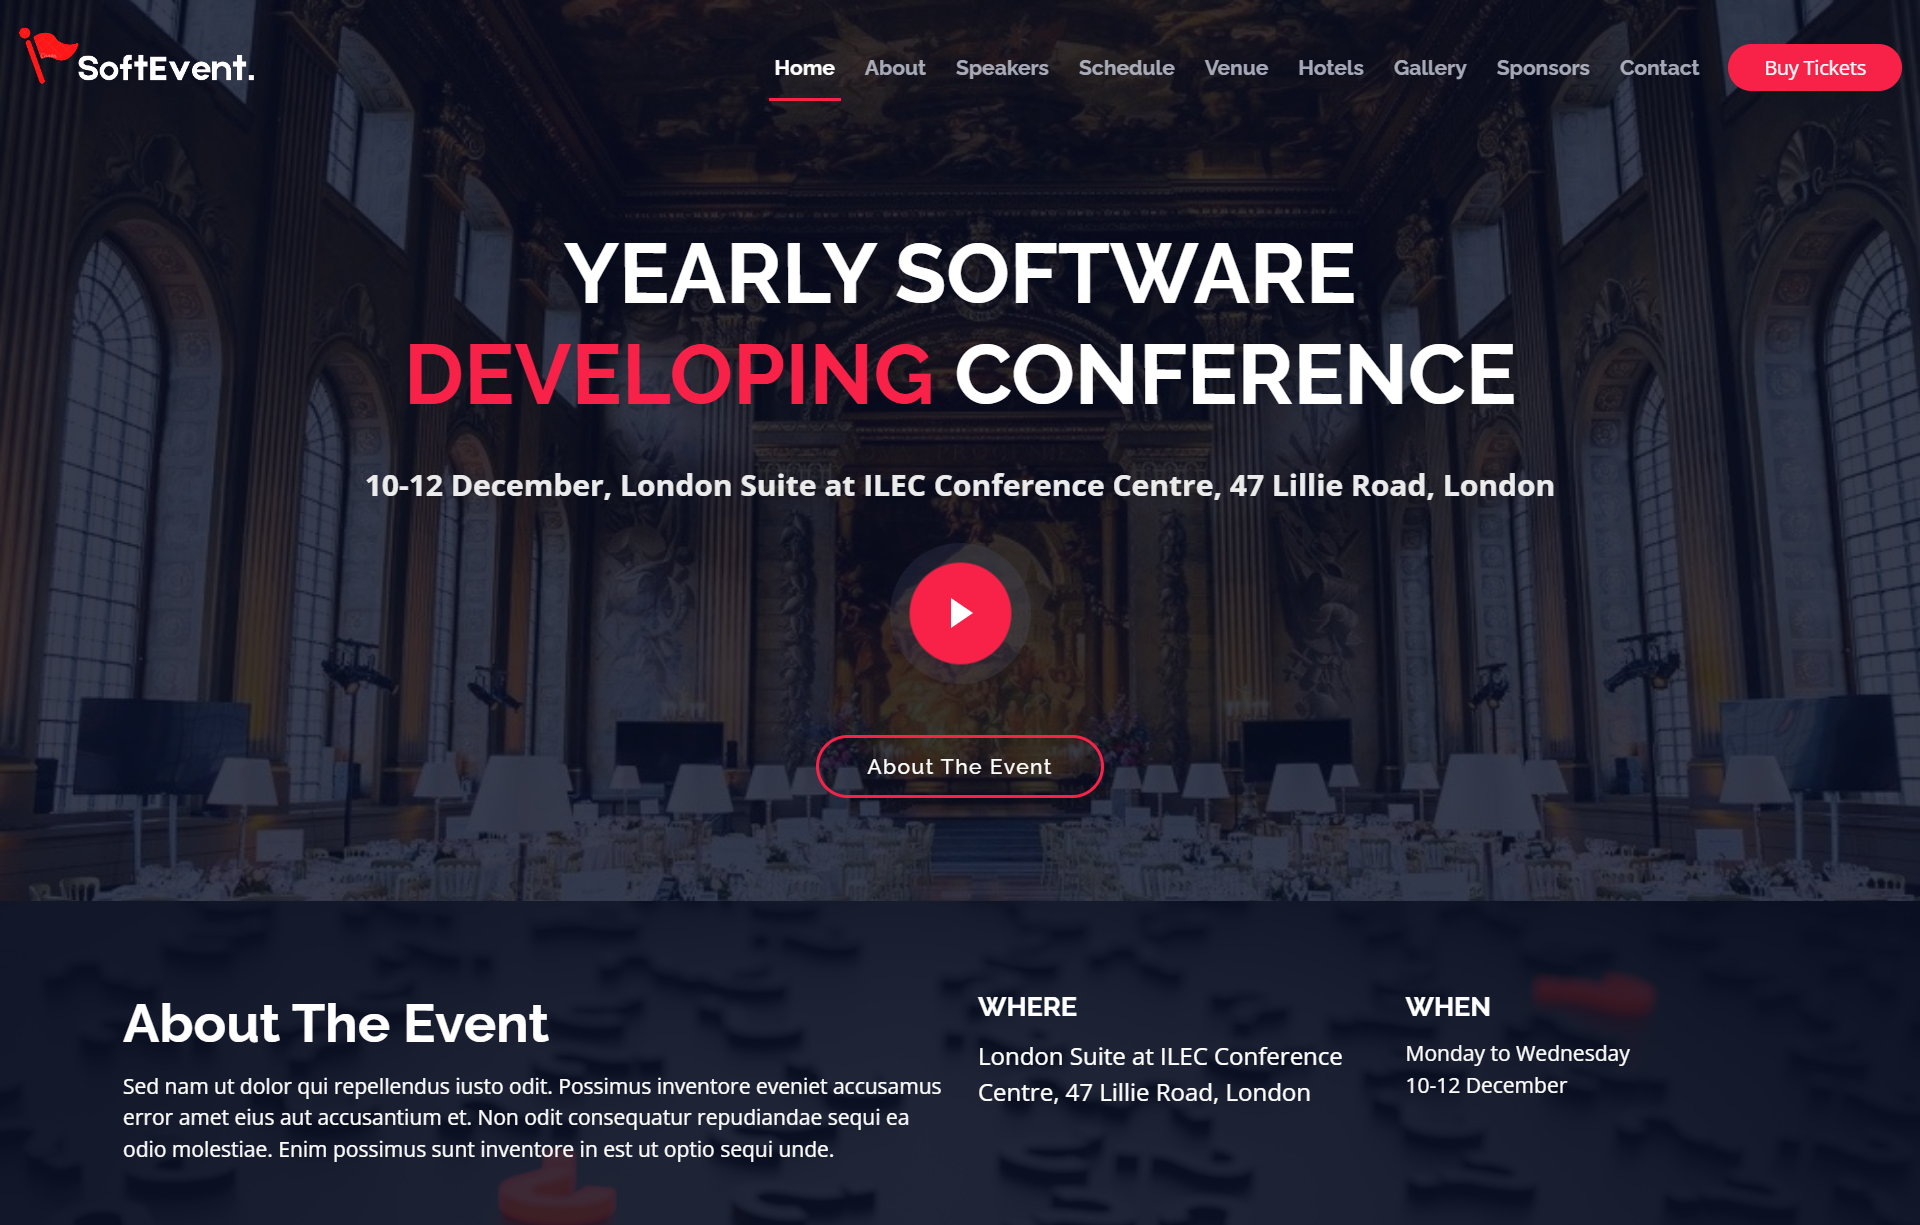 SoftEvent.
Home About Speakers Schedule Venue Hotels Gallery Sponsors Contact Buy Tickets
YEARLY SOFTWARE
DEVELOPING CONFERENCE
10-12 December, London Suite at ILEC Conference Centre, 47 Lillie Road, London
About The Event
About The Event
Sed nam ut dolor qui repellendus iusto odit. Possimus inventore eveniet accusamus
error amet eius aut accusantium et. Non odit consequatur repudiandae sequi ea
odio molestiae. Enim possimus sunt inventore in est ut optio sequi unde.
WHERE
London Suite at ILEC Conference
Centre, 47 Lillie Road, London
WHEN
Monday to Wednesday
10-12 December